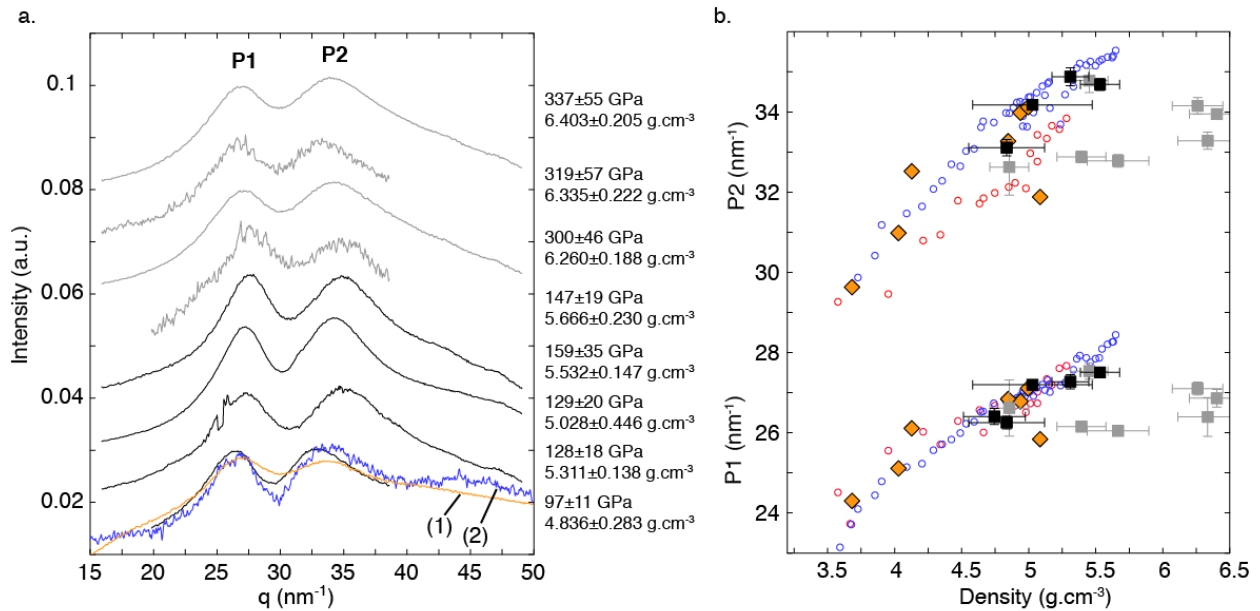 a.
P1 P2
0.1
0.08
0.06
0.04
0.02
Intensity (a.u.)
15 20 25 30 35 40 45 50
q (nm⁻¹)
337±55 GPa
6.403±0.205 g.cm⁻³
319±57 GPa
6.335±0.222 g.cm⁻³
300±46 GPa
6.260±0.188 g.cm⁻³
147±19 GPa
5.666±0.230 g.cm⁻³
159±35 GPa
5.532±0.147 g.cm⁻³
129±20 GPa
5.028±0.446 g.cm⁻³
128±18 GPa
5.311±0.138 g.cm⁻³
97±11 GPa
4.836±0.283 g.cm⁻³
(1)
(2)
b.
36
34
32
30
28
26
24
P2 (nm⁻¹)
P1 (nm⁻¹)
3.5 4 4.5 5 5.5 6 6.5
Density (g.cm⁻³)